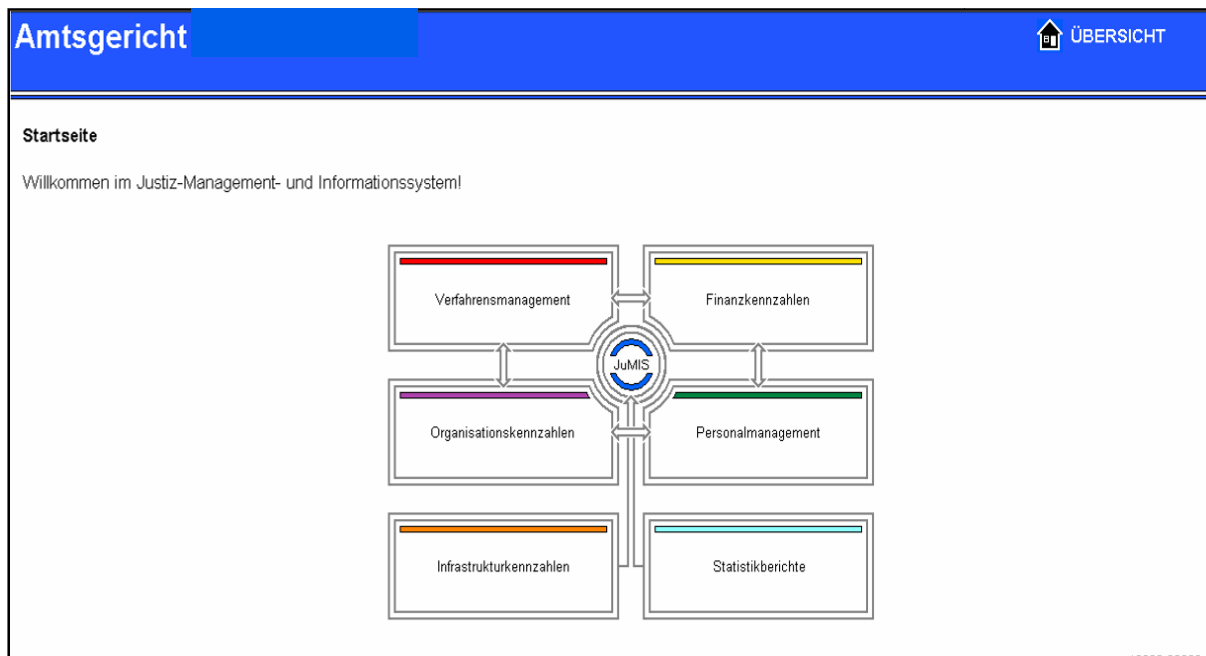 Amtsgericht
ÜBERSICHT
Startseite
Willkommen im Justiz-Management- und Informationssystem!
Verfahrensmanagement
Finanzkennzahlen
JuMIS
Organisationskennzahlen
Personalmanagement
Infrastrukturkennzahlen
Statistikberichte